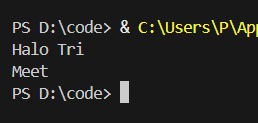 PS D:\code> & C:\Users\P\App
Halo Tri
Meet
PS D:\code>